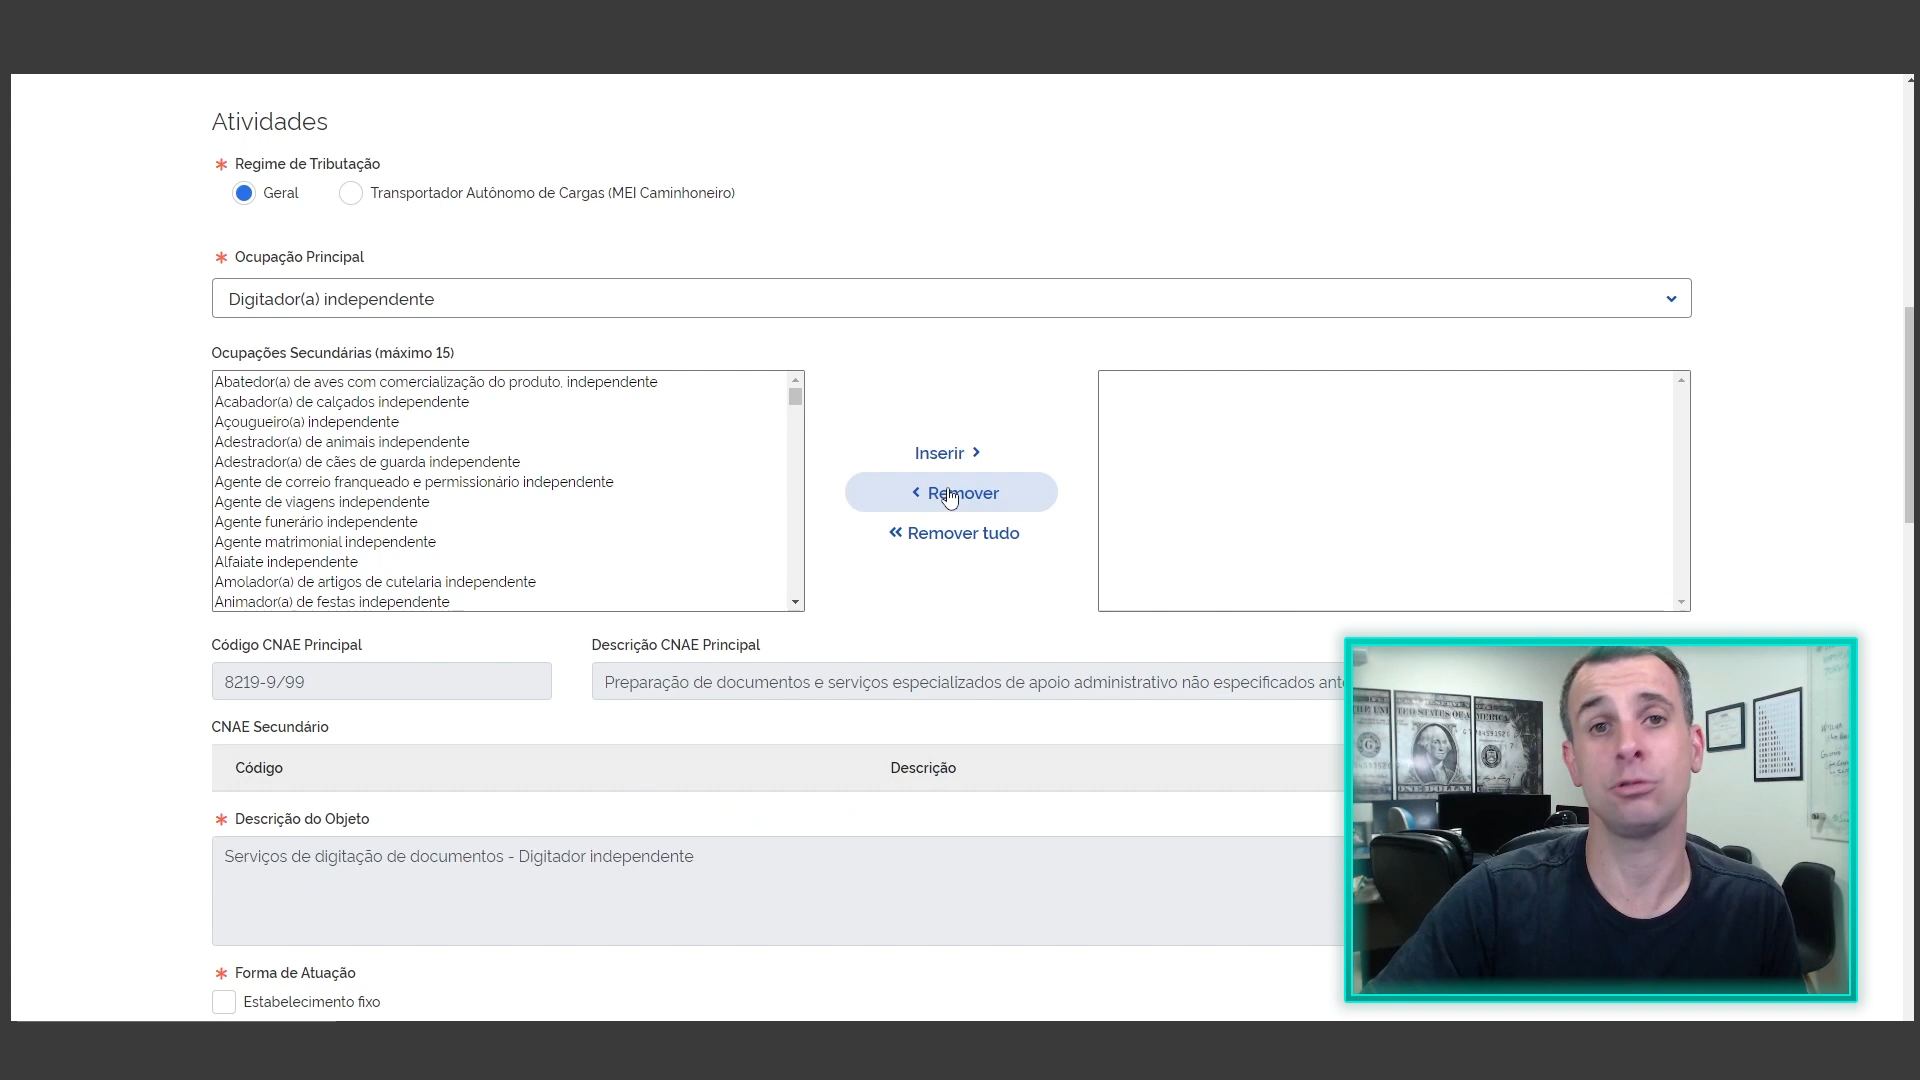 Atividades
* Regime de Tributação
Geral
Transportador Autônomo de Cargas (MEI Caminhoneiro)
* Ocupação Principal
Digitador(a) independente
Ocupações Secundárias (máximo 15)
Abatedor(a) de aves com comercialização do produto, independente
Acabador(a) de calçados independente
Açougueiro(a) independente
Adestrador(a) de animais independente
Adestrador(a) de cães de guarda independente
Agente de correio franqueado e permissionário independente
Agente de viagens independente
Agente funerário independente
Agente matrimonial independente
Alfaiate independente
Amolador(a) de artigos de cutelaria independente
Animador(a) de festas independente
Inserir
Remover
Remover tudo
Código CNAE Principal
8219-9/99
Descrição CNAE Principal
Preparação de documentos e serviços especializados de apoio administrativo não especificados
CNAE Secundário
Código
Descrição
* Descrição do Objeto
Serviços de digitação de documentos - Digitador independente
* Forma de Atuação
Estabelecimento fixo